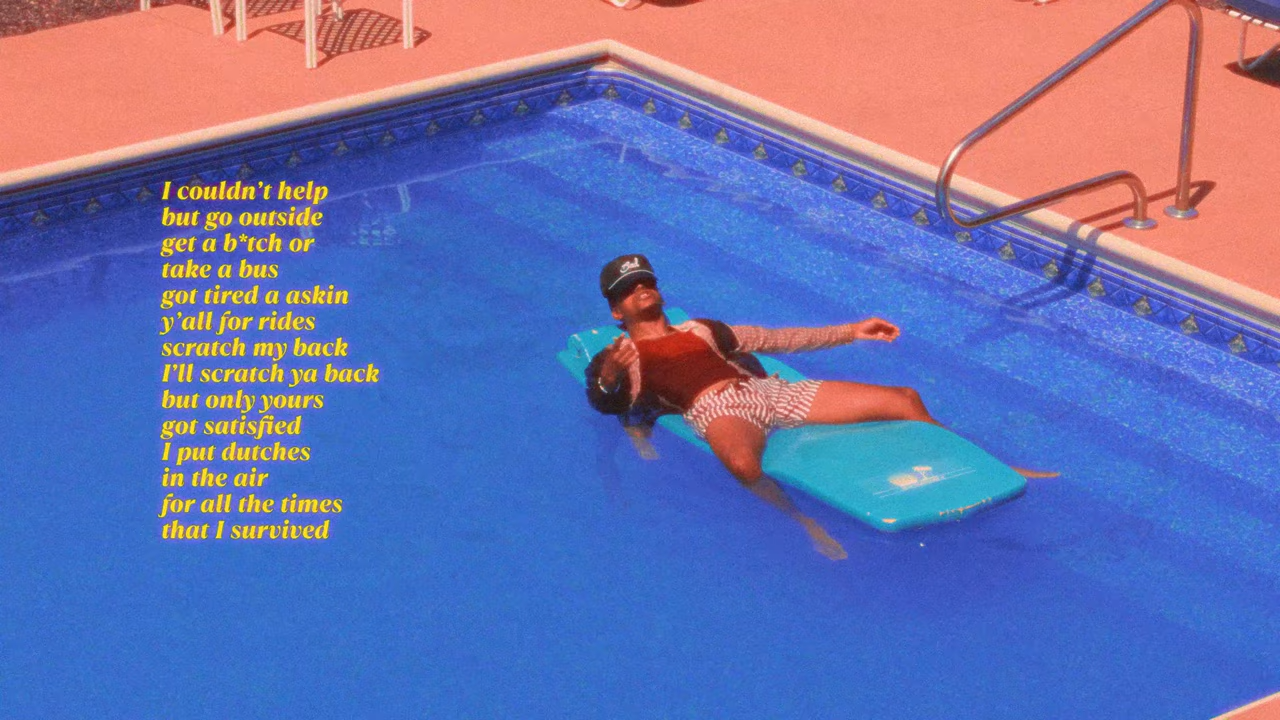 I couldn't help
but go outside
get a b*tch or
take a bus
got tired a askin
y'all for rides
scratch my back
I'll scratch ya back
but only yours
got satisfied
I put dutches
in the air
for all the times
that I survived